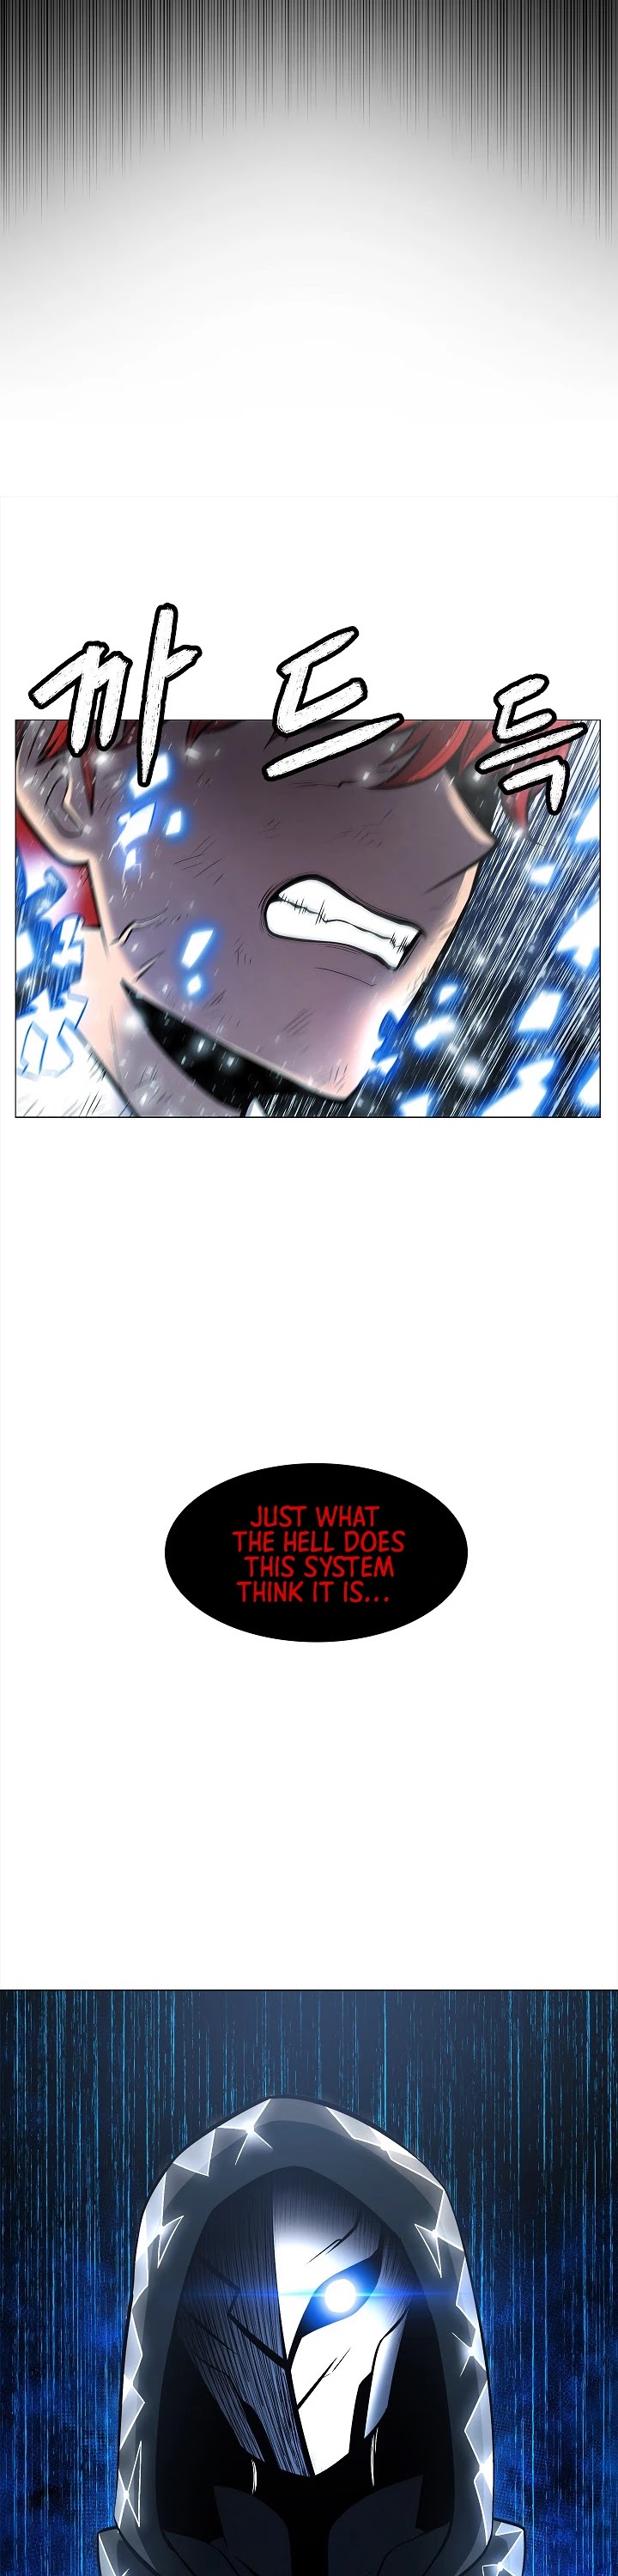 까드득
JUST WHAT
THE HELL DOES
THIS SYSTEM
THINK IT IS...